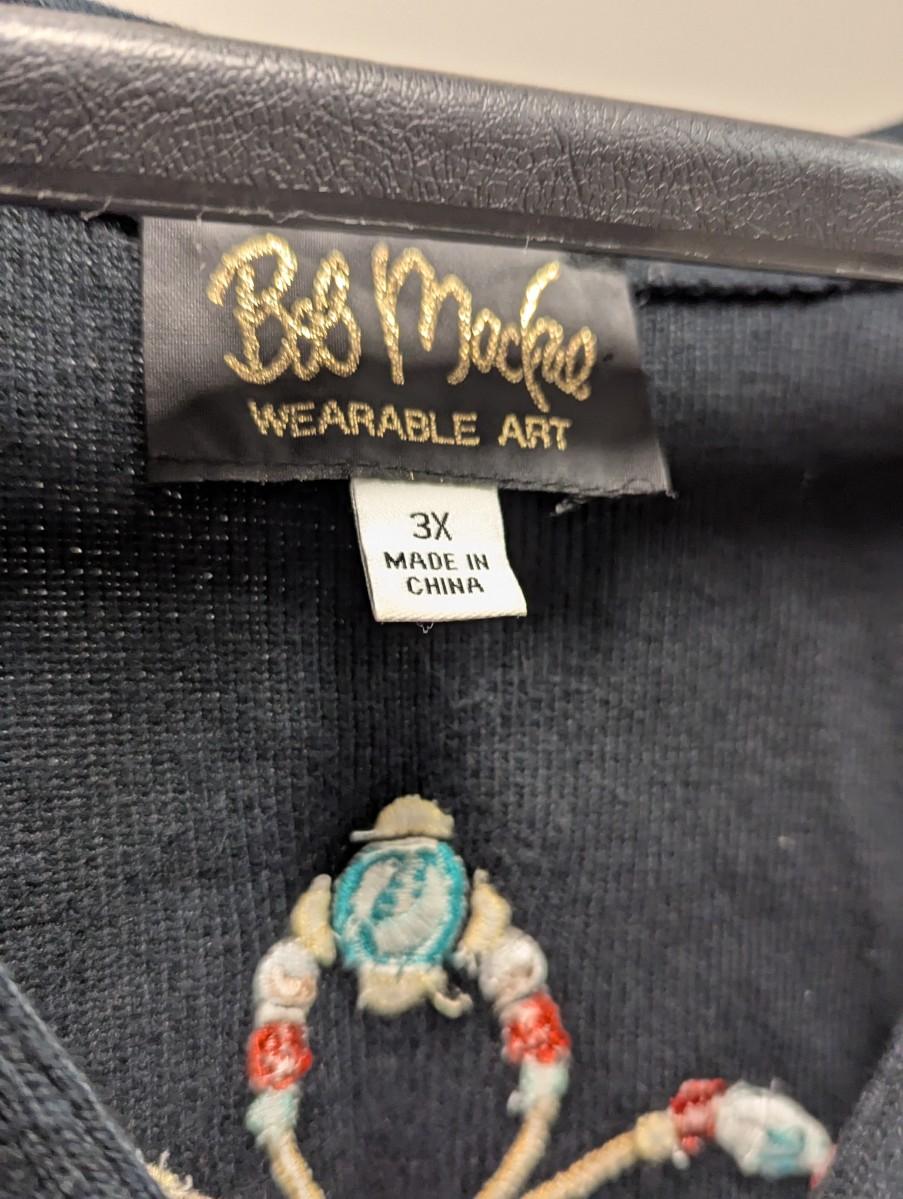 Bob Mackie
WEARABLE ART
3X
MADE IN
CHINA